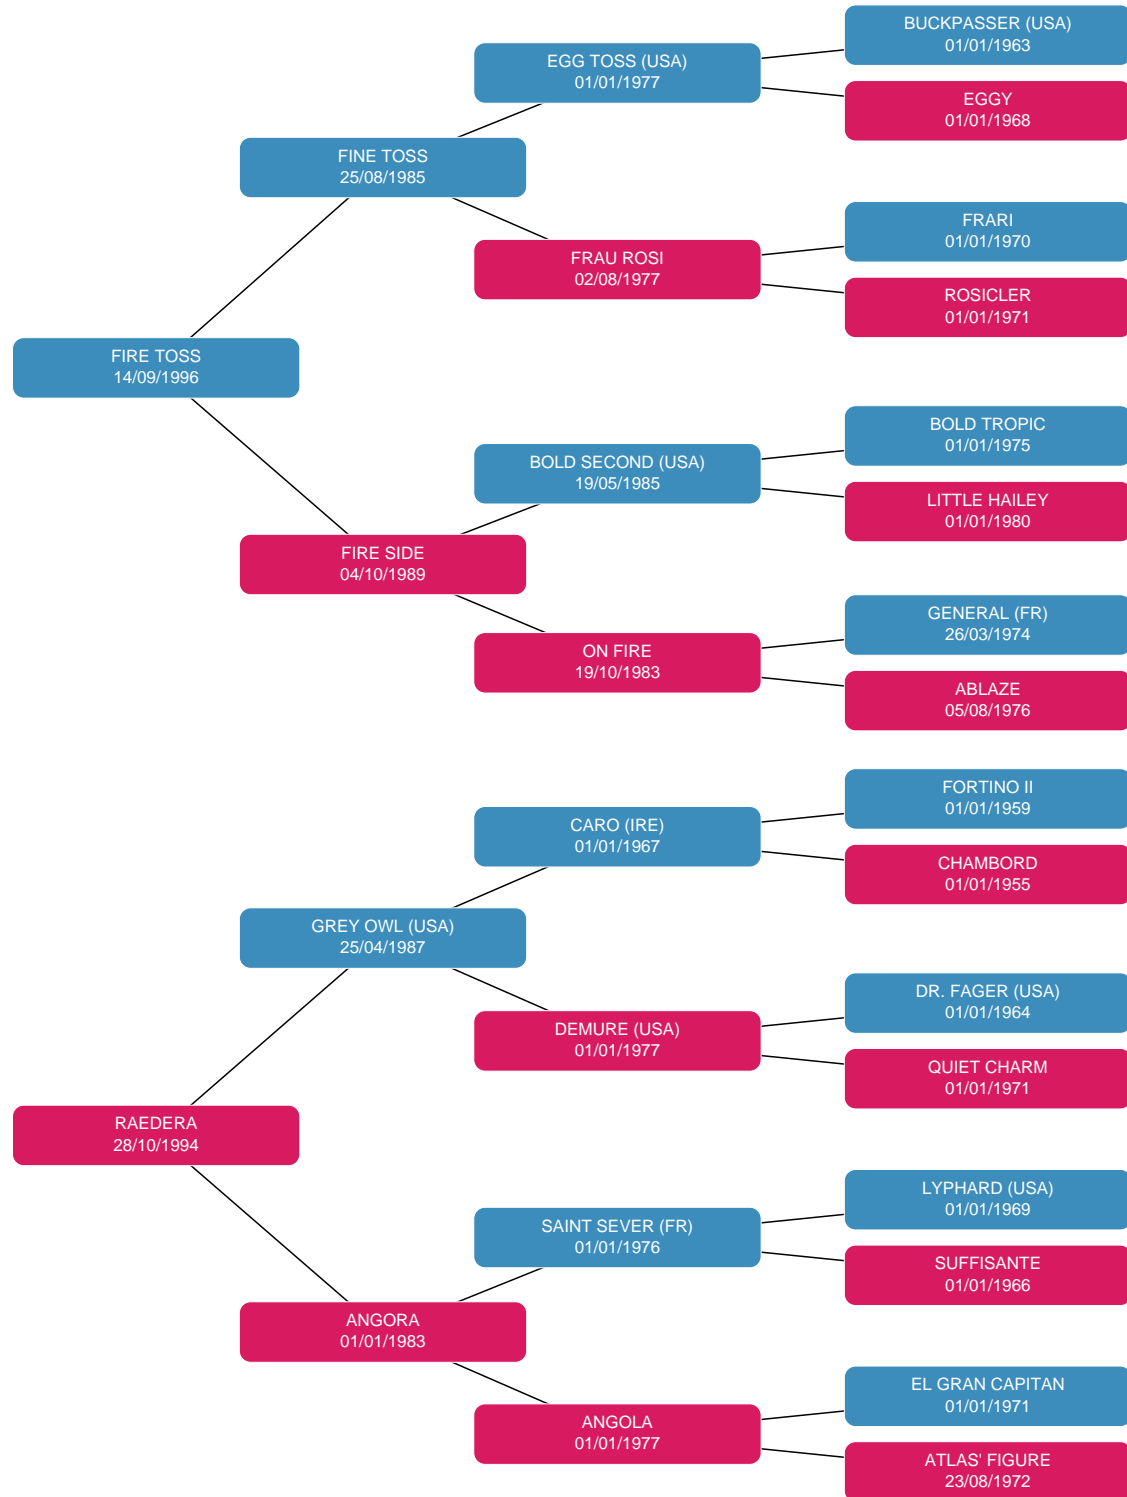 BUCKPASSER (USA)
01/01/1963
EGG TOSS (USA)
01/01/1977
EGGY
01/01/1968
FINE TOSS
25/08/1985
FRARI
01/01/1970
FRAU ROSI
02/08/1977
ROSICLER
01/01/1971
FIRE TOSS
14/09/1996
BOLD TROPIC
01/01/1975
BOLD SECOND (USA)
19/05/1985
LITTLE HAILEY
01/01/1980
FIRE SIDE
04/10/1989
GENERAL (FR)
26/03/1974
ON FIRE
19/10/1983
ABLAZE
05/08/1976
FORTINO II
01/01/1959
CARO (IRE)
01/01/1967
CHAMBORD
01/01/1955
GREY OWL (USA)
25/04/1987
DR. FAGER (USA)
01/01/1964
DEMURE (USA)
01/01/1977
QUIET CHARM
01/01/1971
RAEDERA
28/10/1994
LYPHARD (USA)
01/01/1969
SAINT SEVER (FR)
01/01/1976
SUFFISANTE
01/01/1966
ANGORA
01/01/1983
EL GRAN CAPITAN
01/01/1971
ANGOLA
01/01/1977
ATLAS' FIGURE
23/08/1972